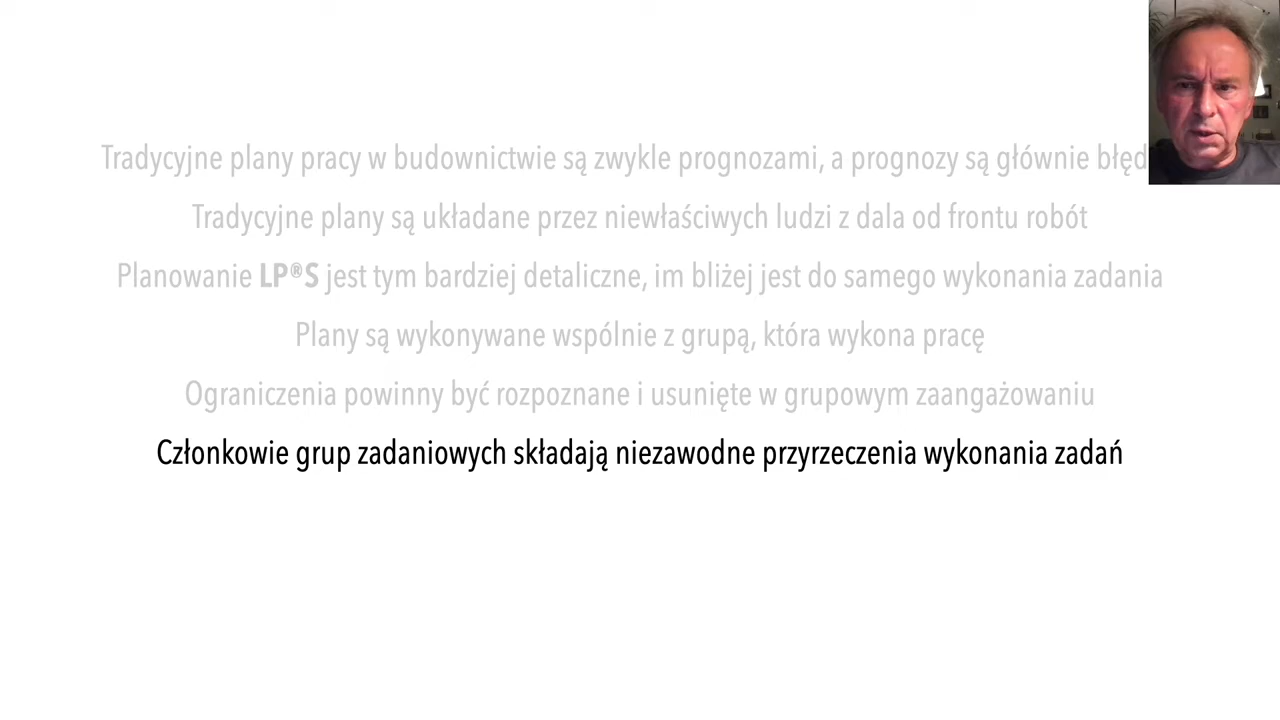 Tradycyjne plany pracy w budownictwie są zwykle prognozami, a prognozy są głównie
Tradycyjne plany są układane przez niewłaściwych ludzi z dala od frontu robót
Planowanie LP®S jest tym bardziej detaliczne, im bliżej jest do samego wykonania zadania
Plany są wykonywane wspólnie z grupą, która wykona pracę
Ograniczenia powinny być rozpoznane i usunięte w grupowym zaangażowaniu
Członkowie grup zadaniowych składają niezawodne przyrzeczenia wykonania zadań